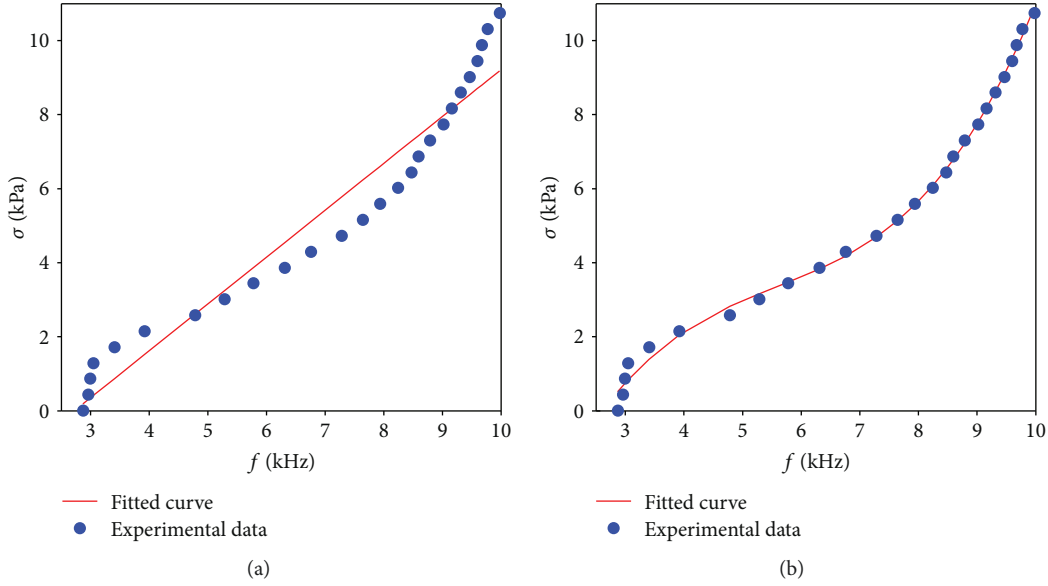 10
8
6
4
2
0
σ (kPa)
3 4 5 6 7 8 9 10
f (kHz)
Fitted curve
Experimental data
(a)
10
8
6
4
2
0
σ (kPa)
3 4 5 6 7 8 9 10
f (kHz)
Fitted curve
Experimental data
(b)